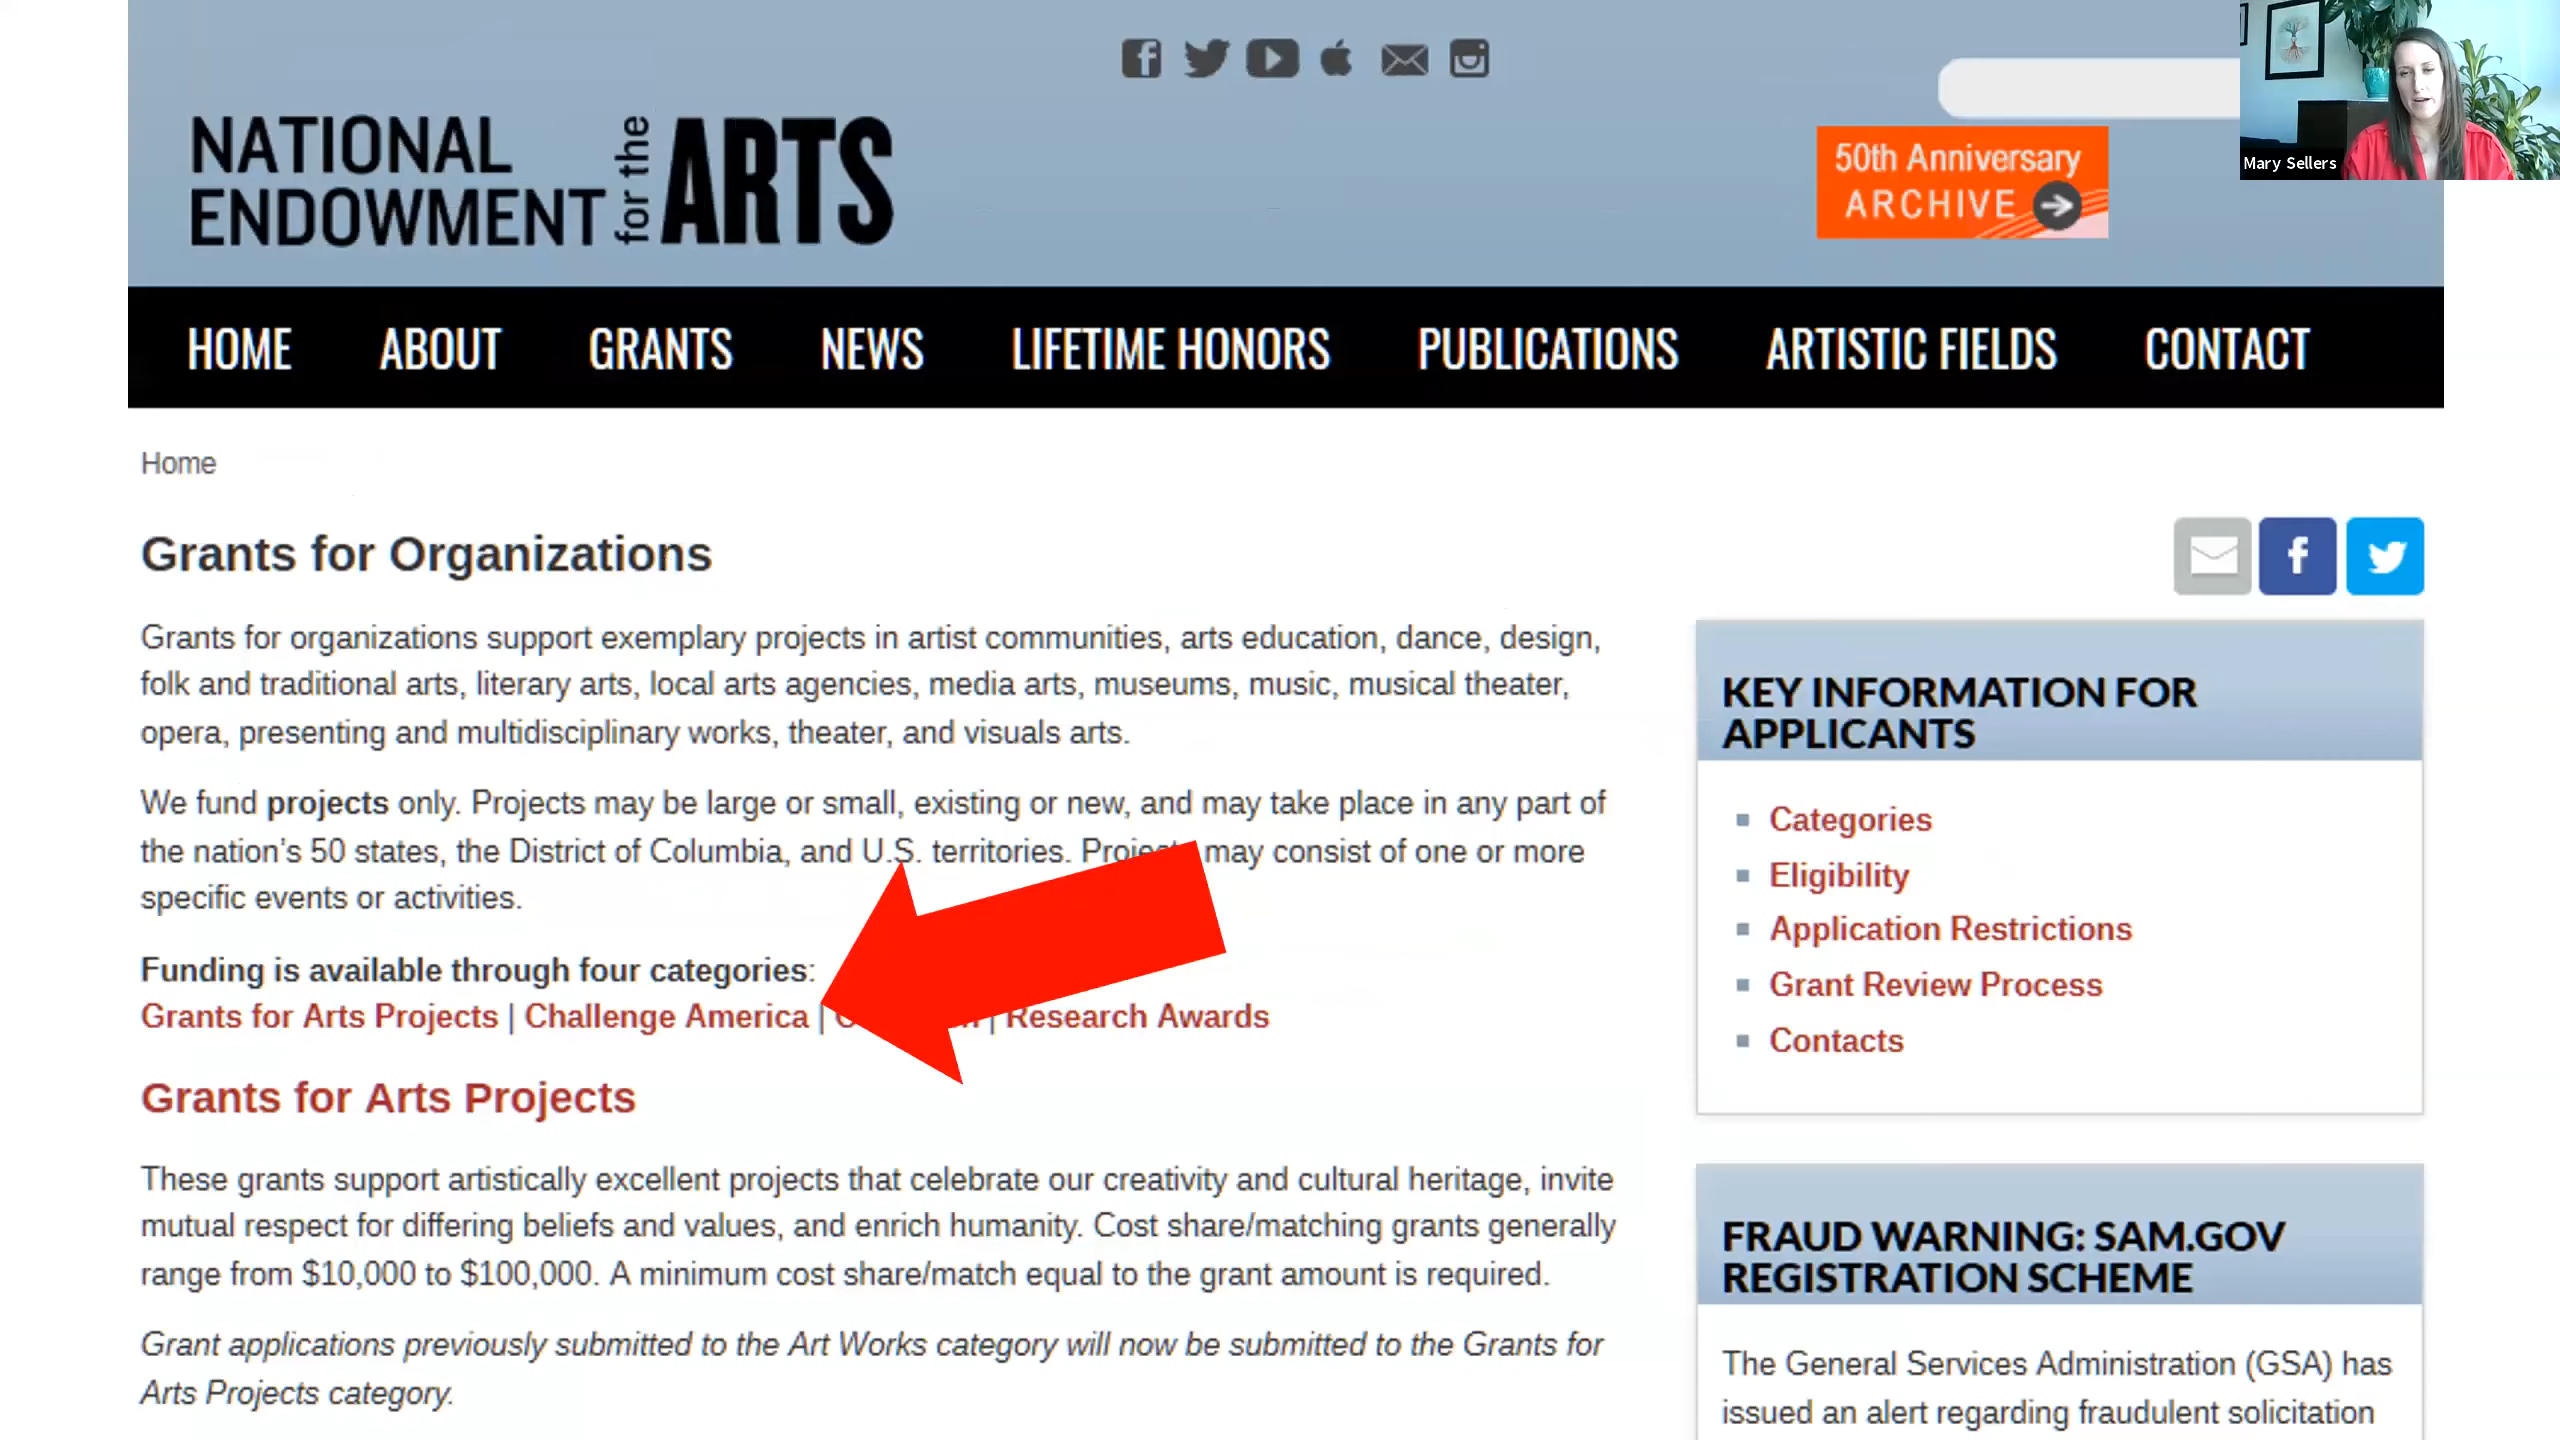 NATIONAL
ENDOWMENT
for the
ARTS
50th Anniversary
ARCHIVE
Mary Sellers
HOME ABOUT GRANTS NEWS LIFETIME HONORS PUBLICATIONS ARTISTIC FIELDS CONTACT
Home
Grants for Organizations
Grants for organizations support exemplary projects in artist communities, arts education, dance, design,
folk and traditional arts, literary arts, local arts agencies, media arts, museums, music, musical theater,
opera, presenting and multidisciplinary works, theater, and visuals arts.
We fund projects only. Projects may be large or small, existing or new, and may take place in any part of
the nation's 50 states, the District of Columbia, and U.S. territories. may consist of one or more
specific events or activities.
Funding is available through four categories:
Grants for Arts Projects | Challenge America | | Research Awards
Grants for Arts Projects
These grants support artistically excellent projects that celebrate our creativity and cultural heritage, invite
mutual respect for differing beliefs and values, and enrich humanity. Cost share/matching grants generally
range from $10,000 to $100,000. A minimum cost share/match equal to the grant amount is required.
Grant applications previously submitted to the Art Works category will now be submitted to the Grants for
Arts Projects category.
KEY INFORMATION FOR
APPLICANTS
Categories
Eligibility
Application Restrictions
Grant Review Process
Contacts
FRAUD WARNING: SAM.GOV
REGISTRATION SCHEME
The General Services Administration (GSA) has
issued an alert regarding fraudulent solicitation